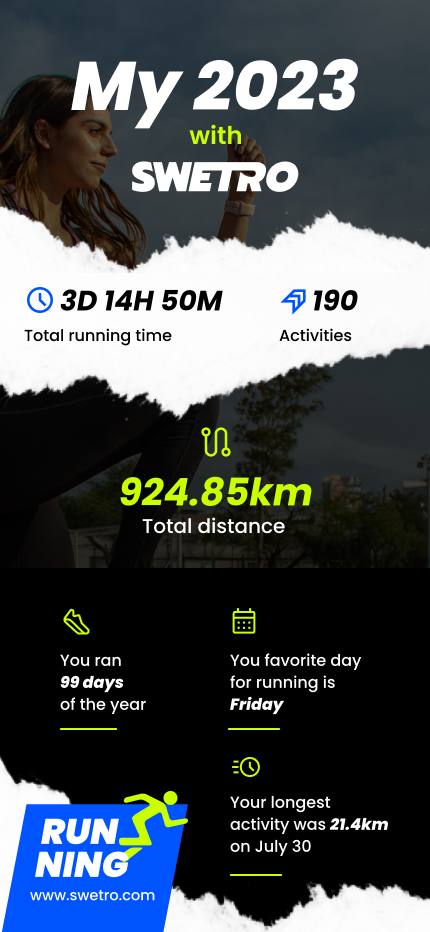 My 2023
with
SWETRO
3D 14H 50M
Total running time
190
Activities
924.85km
Total distance
You ran
99 days
of the year
You favorite day
for running is
Friday
Your longest
activity was 21.4km
on July 30
RUN
NING
www.swetro.com